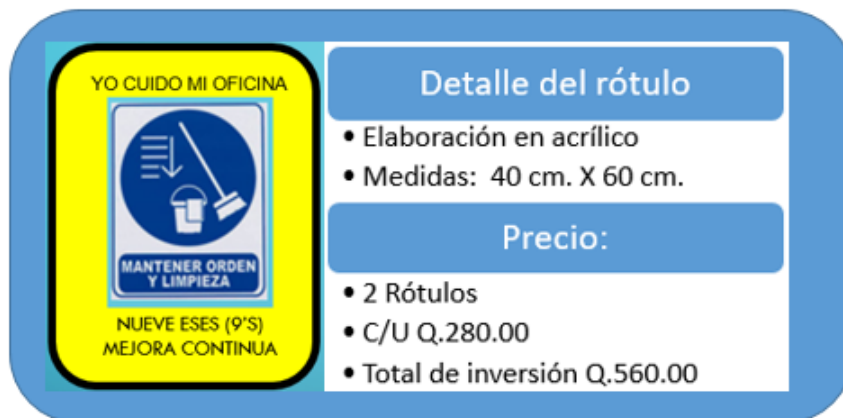 YO CUIDO MI OFICINA
MANTENER ORDEN
Y LIMPIEZA
NUEVE ESES (9'S)
MEJORA CONTINUA
Detalle del rótulo
• Elaboración en acrílico
• Medidas: 40 cm. X 60 cm.
Precio:
• 2 Rótulos
• C/U Q.280.00
• Total de inversión Q.560.00